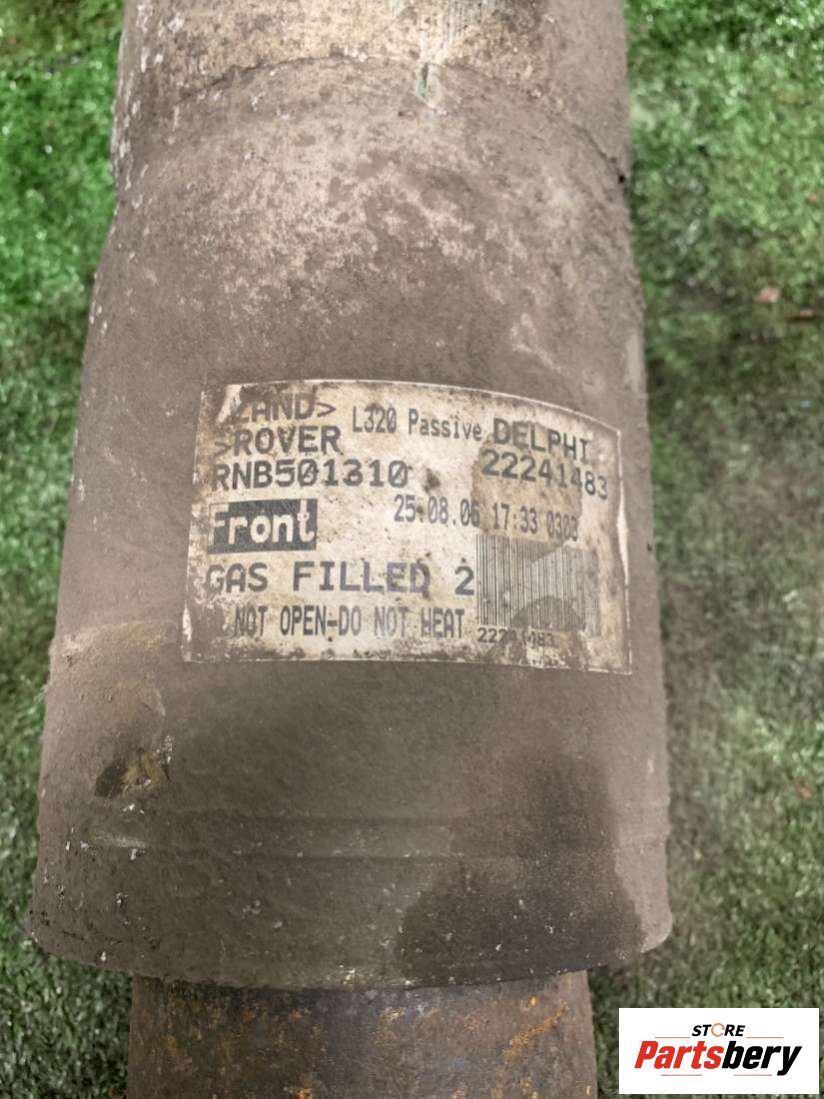 LAND> L320 Passive DELPHI
>ROVER
RNB501310 22241483
Front 25.08.06 17:33 0303
GAS FILLED 2
NOT OPEN-DO NOT HEAT 22241483
STORE
Partsbery